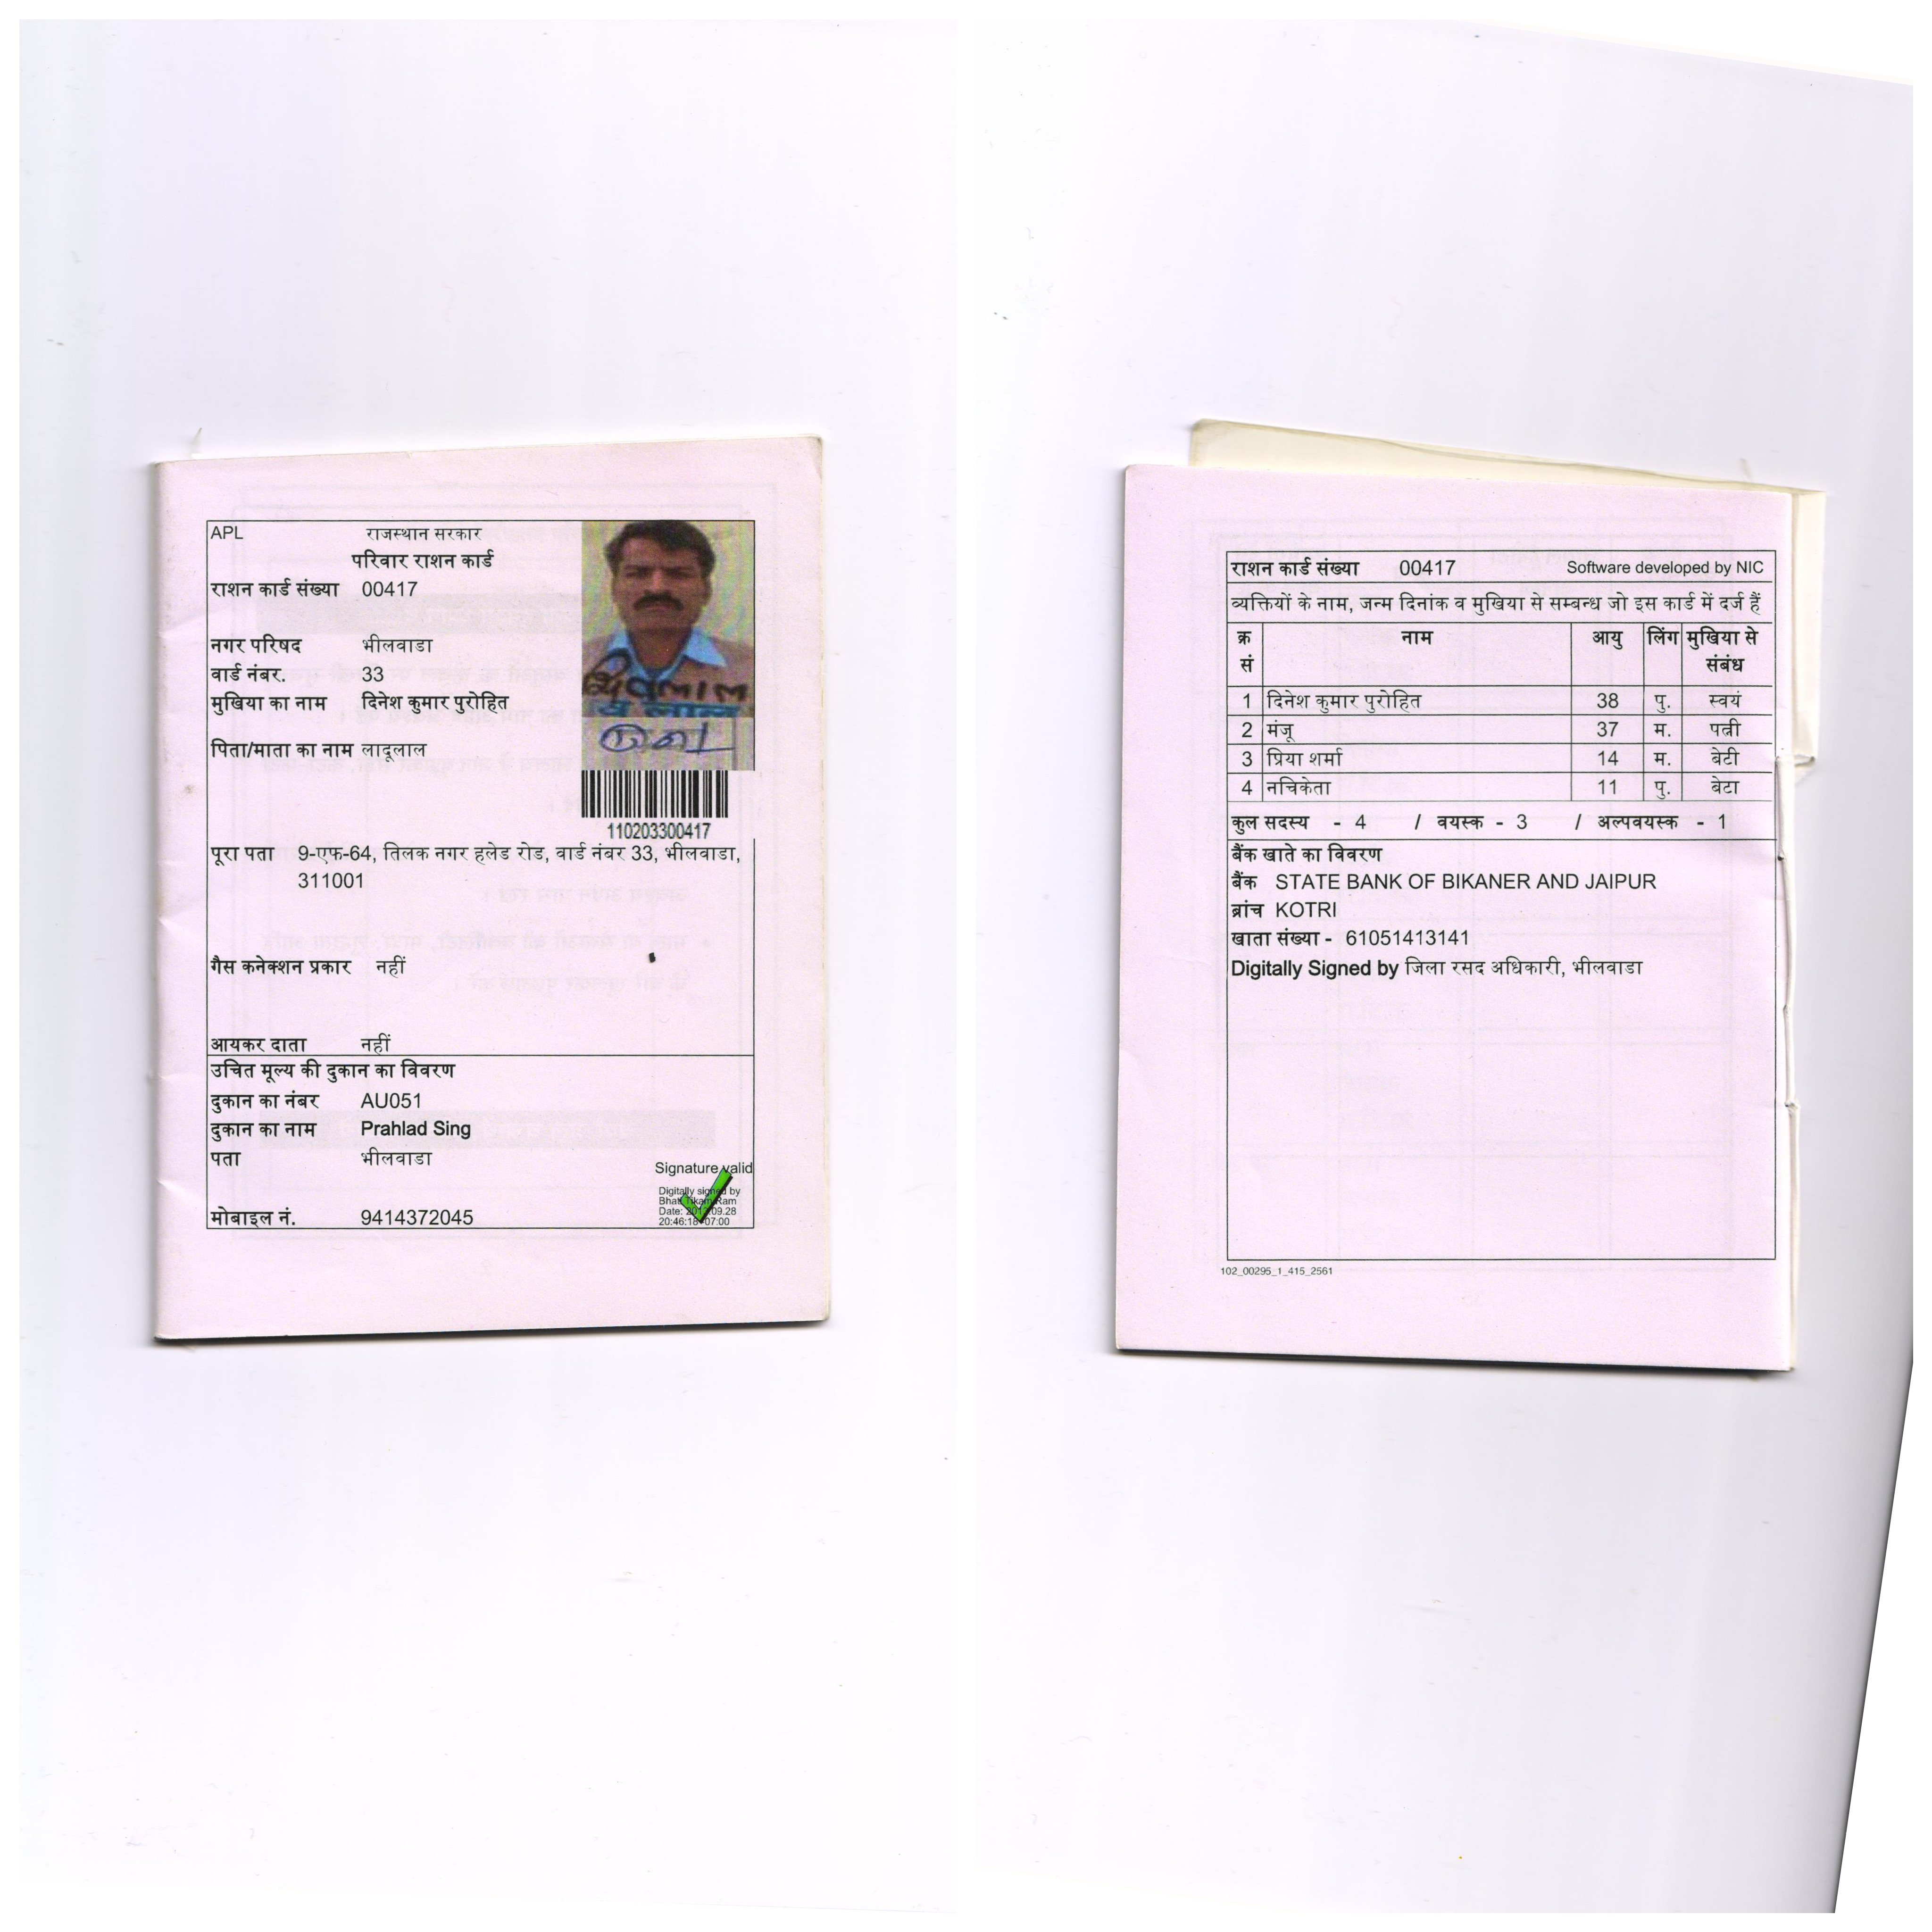 APL राजस्थान सरकार
परिवार राशन कार्ड
राशन कार्ड संख्या 00417
नगर परिषद भीलवाडा
वार्ड नंबर. 33
मुखिया का नाम दिनेश कुमार पुरोहित
पिता/माता का नाम लादूलाल
110203300417
पूरा पता 9-एफ-64, तिलक नगर हलेड रोड, वार्ड नंबर 33, भीलवाडा,
311001
गैस कनेक्शन प्रकार नहीं
आयकर दाता नहीं
उचित मूल्य की दुकान का विवरण
दुकान का नंबर AU051
दुकान का नाम Prahlad Sing
पता भीलवाडा
मोबाइल नं. 9414372045
Signature valid
Digitally signed by
Ram
Date: 09.28
20:46:18 07:00
राशन कार्ड संख्या 00417 Software developed by NIC
व्यक्तियों के नाम, जन्म दिनांक व मुखिया से सम्बन्ध जो इस कार्ड में दर्ज हैं
क्र सं नाम आयु लिंग मुखिया से संबंध
1 दिनेश कुमार पुरोहित 38 पु. स्वयं
2 मंजू 37 म. पत्नी
3 प्रिया शर्मा 14 म. बेटी
4 नचिकेता 11 पु. बेटा
कुल सदस्य - 4 / वयस्क - 3 / अल्पवयस्क - 1
बैंक खाते का विवरण
बैंक STATE BANK OF BIKANER AND JAIPUR
ब्रांच KOTRI
खाता संख्या - 61051413141
Digitally Signed by जिला रसद अधिकारी, भीलवाडा
102_00295_1_415_2561